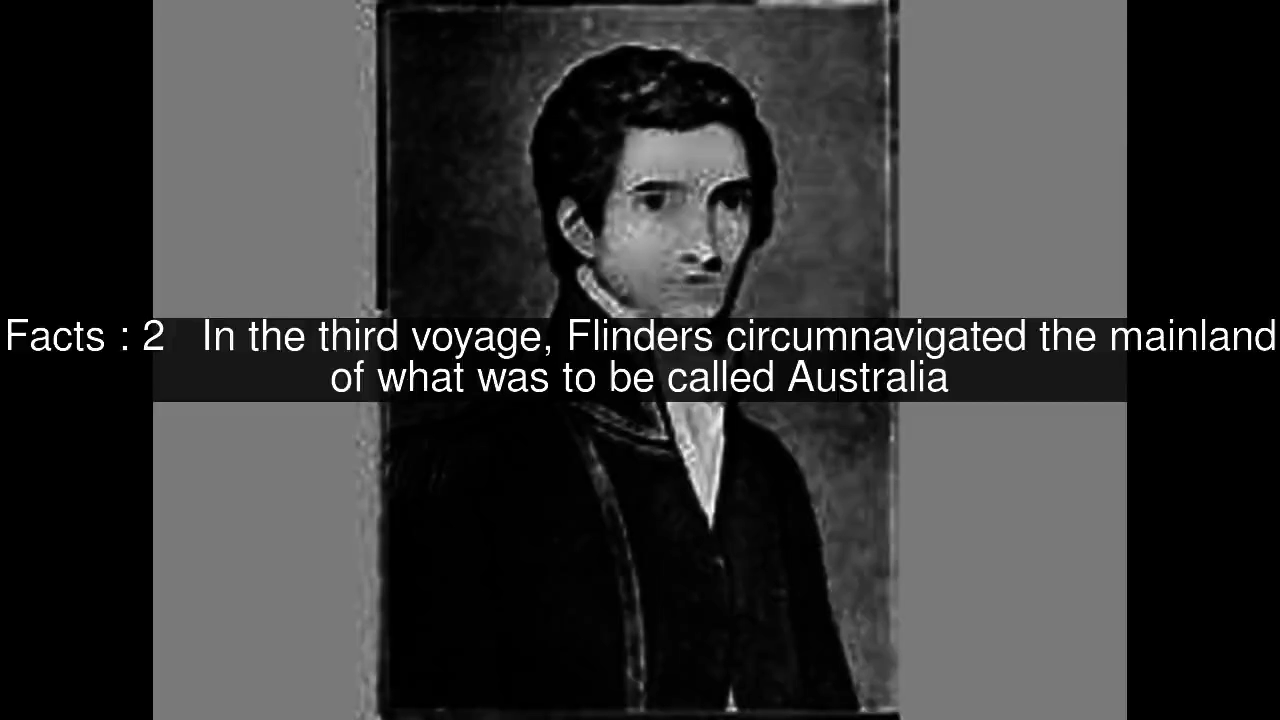 Facts : 2 In the third voyage, Flinders circumnavigated the mainland
of what was to be called Australia